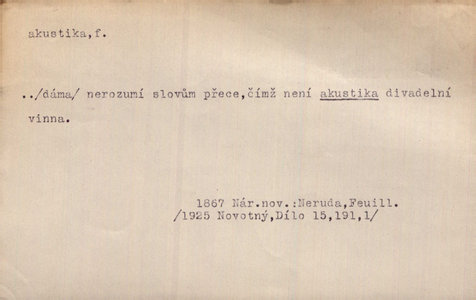 akustika,f.
../dáma/ nerozumí slovům přece,čímž není akustika divadelní
vinna.
1867 Nár.nov.:Neruda,Feuill.
/1925 Novotný,Dílo 15,191,1/